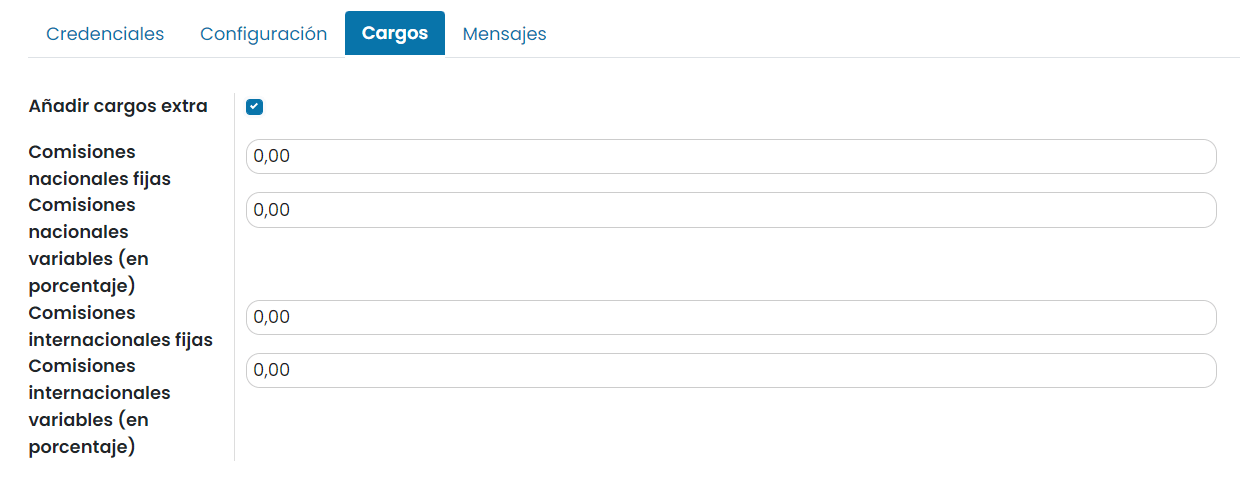 Credenciales Configuración Cargos Mensajes
Añadir cargos extra
Comisiones
nacionales fijas
0,00
Comisiones
nacionales
variables (en
porcentaje)
0,00
Comisiones
internacionales fijas
0,00
Comisiones
internacionales
variables (en
porcentaje)
0,00